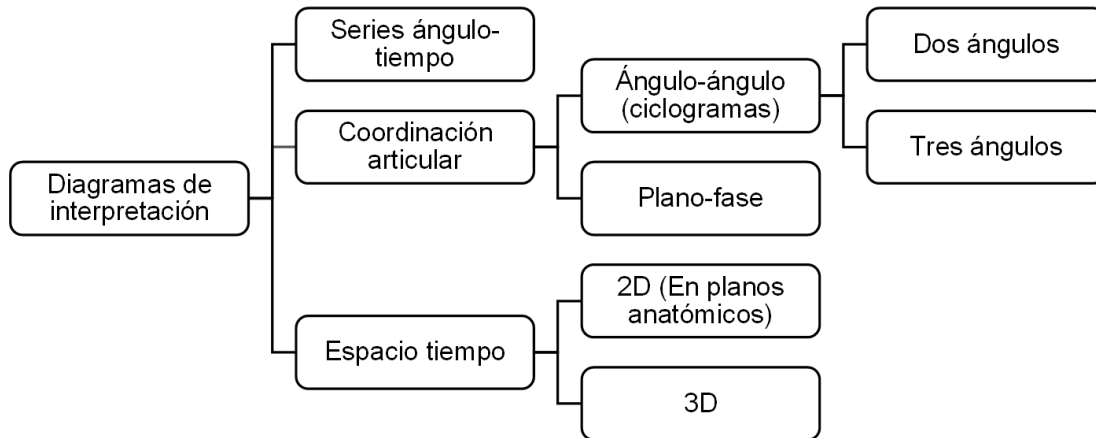 Diagramas de
interpretación
Series ángulo-
tiempo
Coordinación
articular
Ángulo-ángulo
(ciclogramas)
Dos ángulos
Tres ángulos
Plano-fase
Espacio tiempo
2D (En planos
anatómicos)
3D